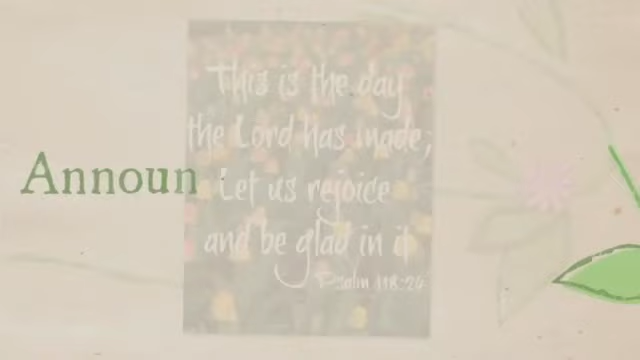 Announ
This is the day
the Lord has made;
Let us rejoice
and be glad in it
Psalm 118:24